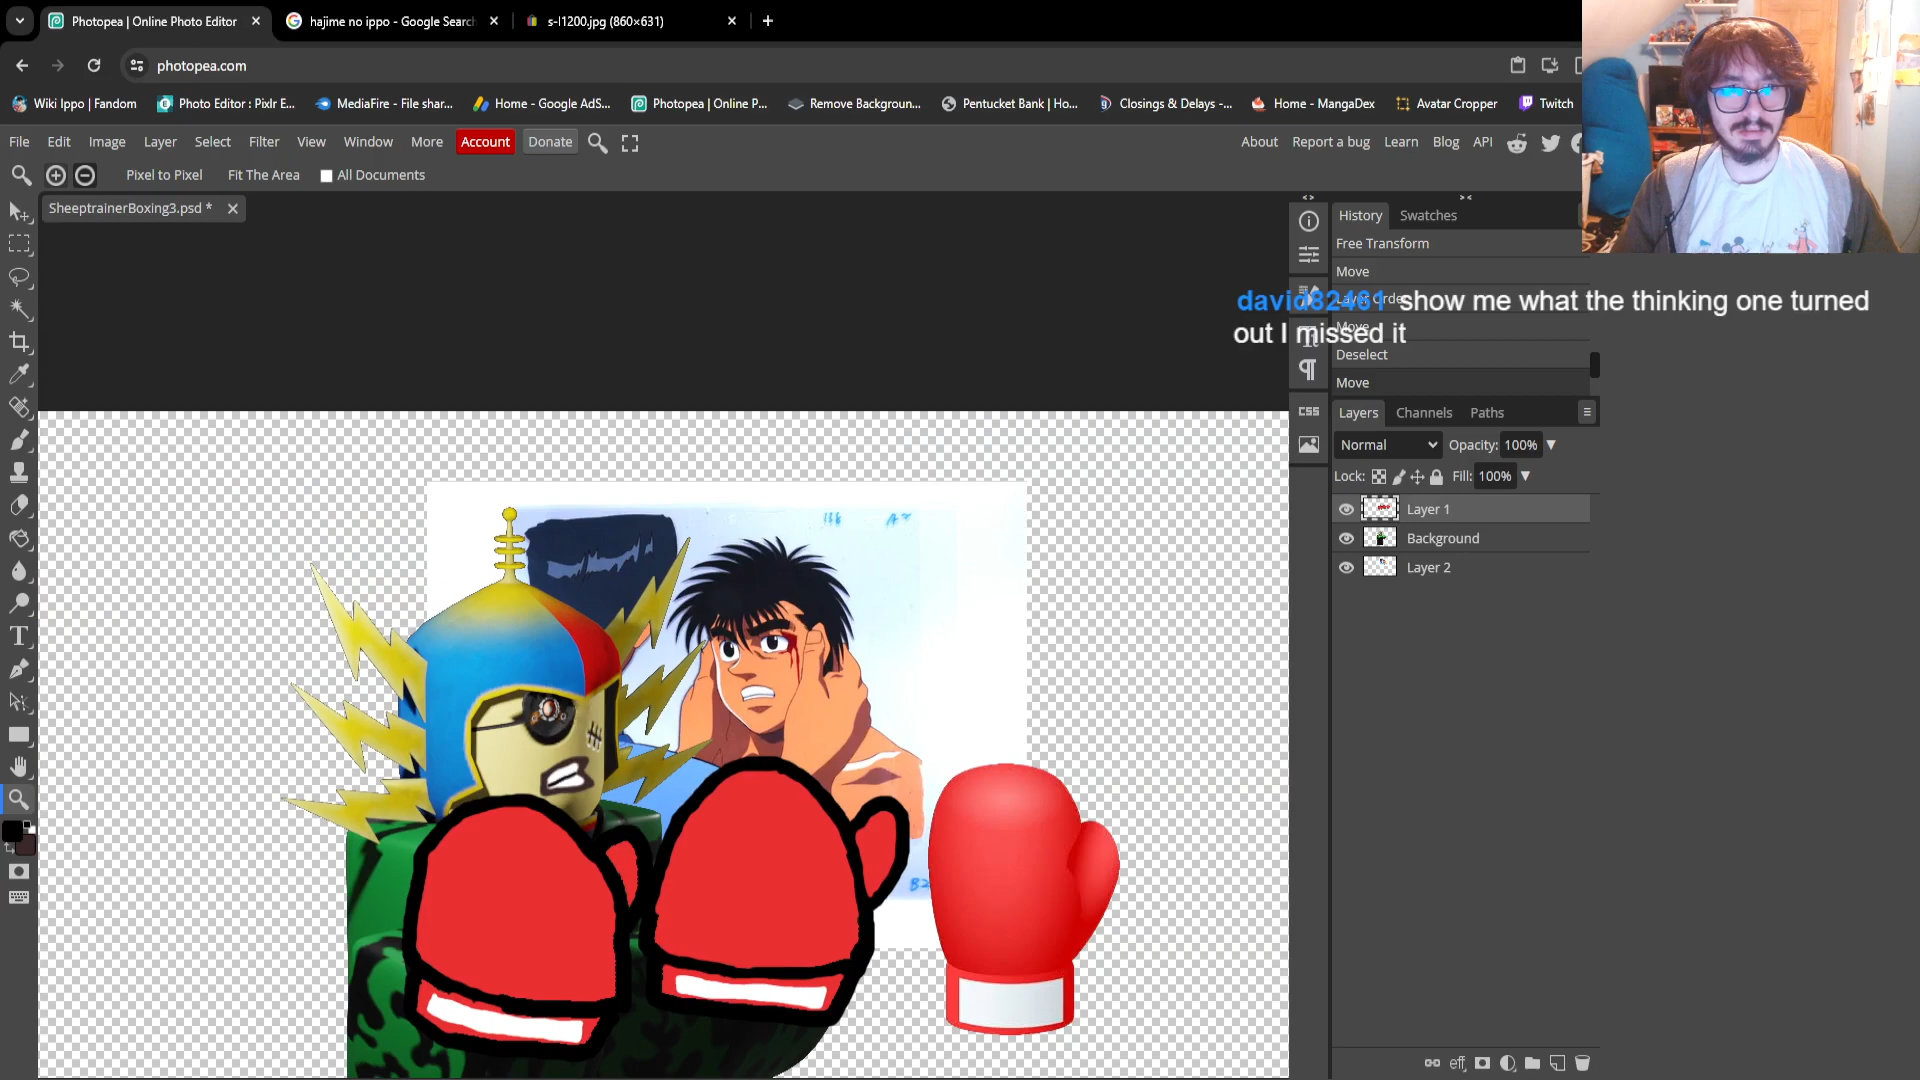 Photopea | Online Photo Editor
hajime no ippo - Google Search
s-l1200.jpg (860×631)
photopea.com
Wiki Ippo | Fandom
Photo Editor : Pixlr E...
MediaFire - File shar...
Home - Google AdS...
Photopea | Online P...
Remove Backgroun...
Pentucket Bank | Ho...
Closings & Delays -...
Home - MangaDex
Avatar Cropper
Twitch
File Edit Image Layer Select Filter View Window More Account Donate
About Report a bug Learn Blog API
Pixel to Pixel Fit The Area All Documents
SheeptrainerBoxing3.psd *
History Swatches
Free Transform
Move
Layer Order
david82461 show me what the thinking one turned
out I missed it
Move
Deselect
Move
CSS
Layers Channels Paths
Normal Opacity: 100%
Lock: Fill: 100%
Layer 1
Background
Layer 2
eff